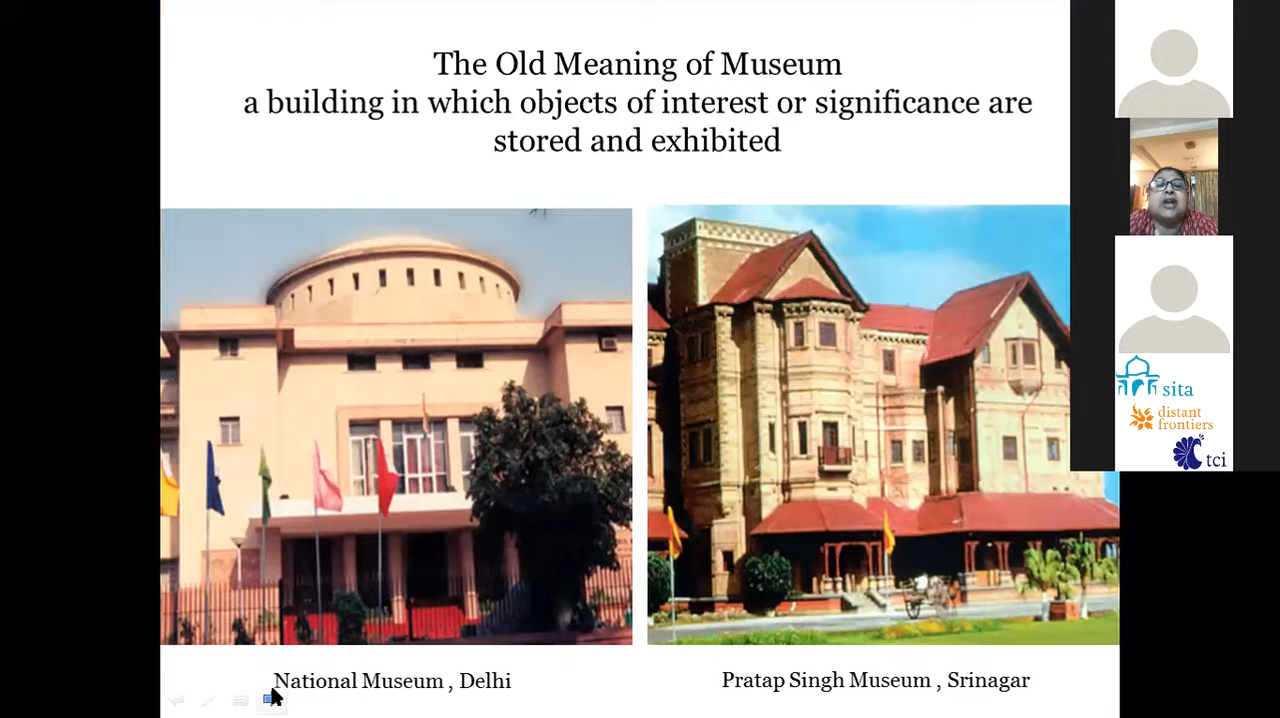 The Old Meaning of Museum
a building in which objects of interest or significance are
stored and exhibited
National Museum , Delhi
Pratap Singh Museum , Srinagar
sita
distant
frontiers
tci